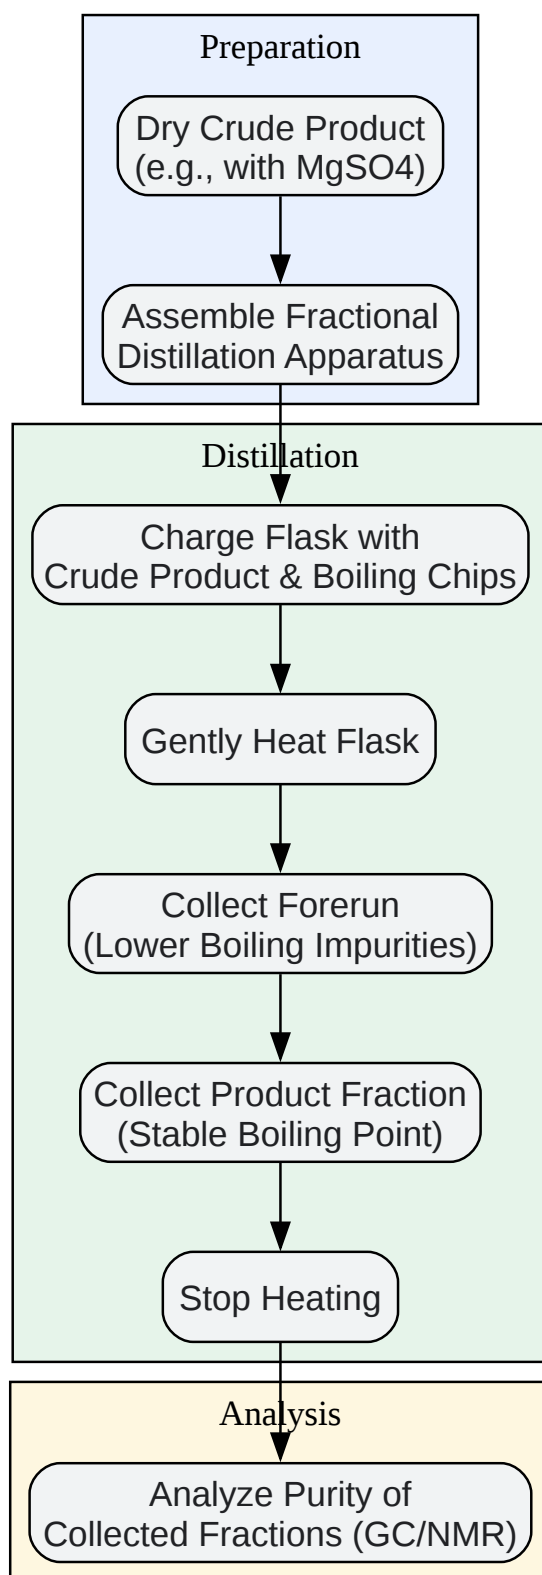 Preparation
Dry Crude Product
(e.g., with MgSO4)
Assemble Fractional
Distillation Apparatus
Distillation
Charge Flask with
Crude Product & Boiling Chips
Gently Heat Flask
Collect Forerun
(Lower Boiling Impurities)
Collect Product Fraction
(Stable Boiling Point)
Stop Heating
Analysis
Analyze Purity of
Collected Fractions (GC/NMR)